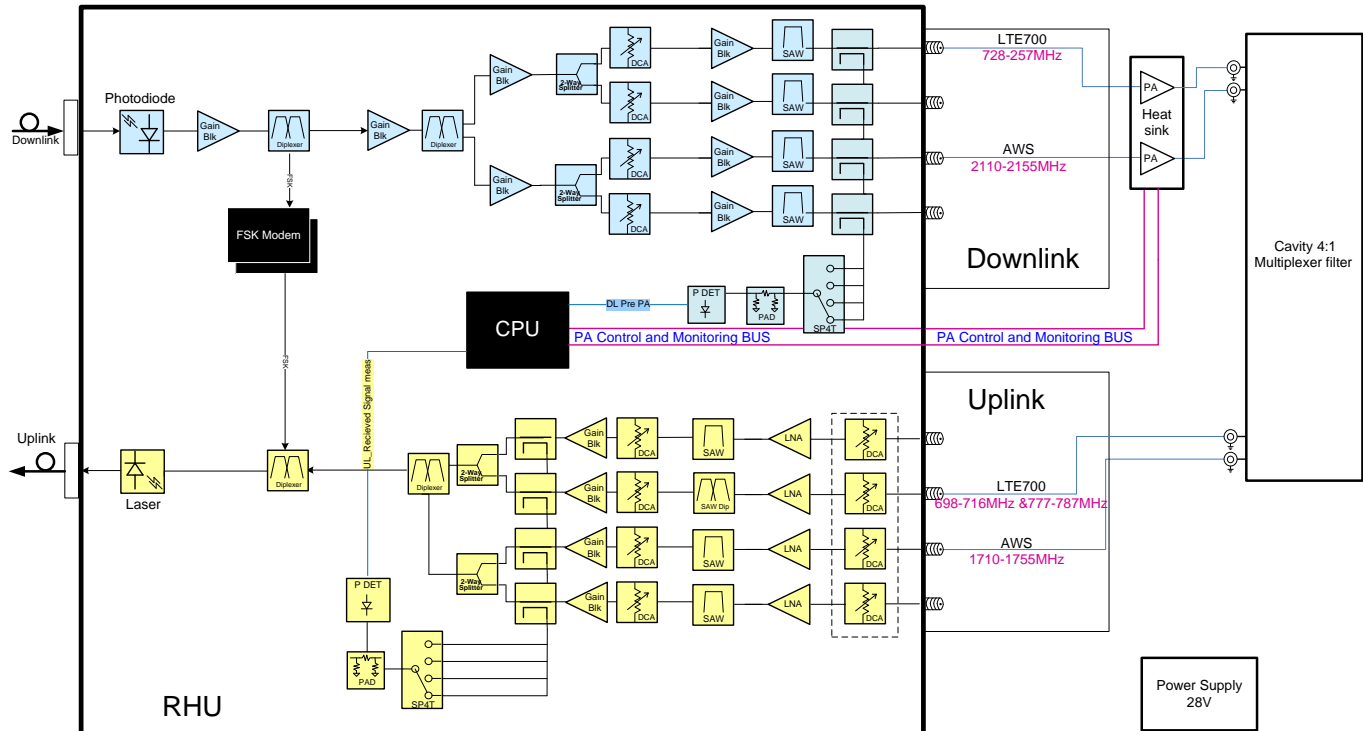 LTE700
728-257MHz
DCA
Gain
Blk
SAW
Gain
Blk
2-Way
Splitter
PA
Photodiode
DCA
Gain
Blk
SAW
Heat
sink
Downlink
Gain
Blk
Diplexer
Gain
Blk
Diplexer
AWS
2110-2155MHz
PA
DCA
Gain
Blk
SAW
Gain
Blk
2-Way
Splitter
FSK
DCA
Gain
Blk
SAW
FSK Modem
Downlink
Cavity 4:1
Multiplexer filter
P DET
PAD
SP4T
DL Pre PA
CPU
PA Control and Monitoring BUS
PA Control and Monitoring BUS
FSK
UL_Recieved Signal meas
Uplink
Uplink
Gain
Blk
DCA
SAW
LNA
DCA
2-Way
Splitter
Diplexer
Diplexer
Laser
Gain
Blk
DCA
SAW Dip
LNA
DCA
LTE700
698-716MHz &777-787MHz
Gain
Blk
DCA
SAW
LNA
DCA
AWS
1710-1755MHz
2-Way
Splitter
P DET
Gain
Blk
DCA
SAW
LNA
DCA
PAD
SP4T
RHU
Power Supply
28V